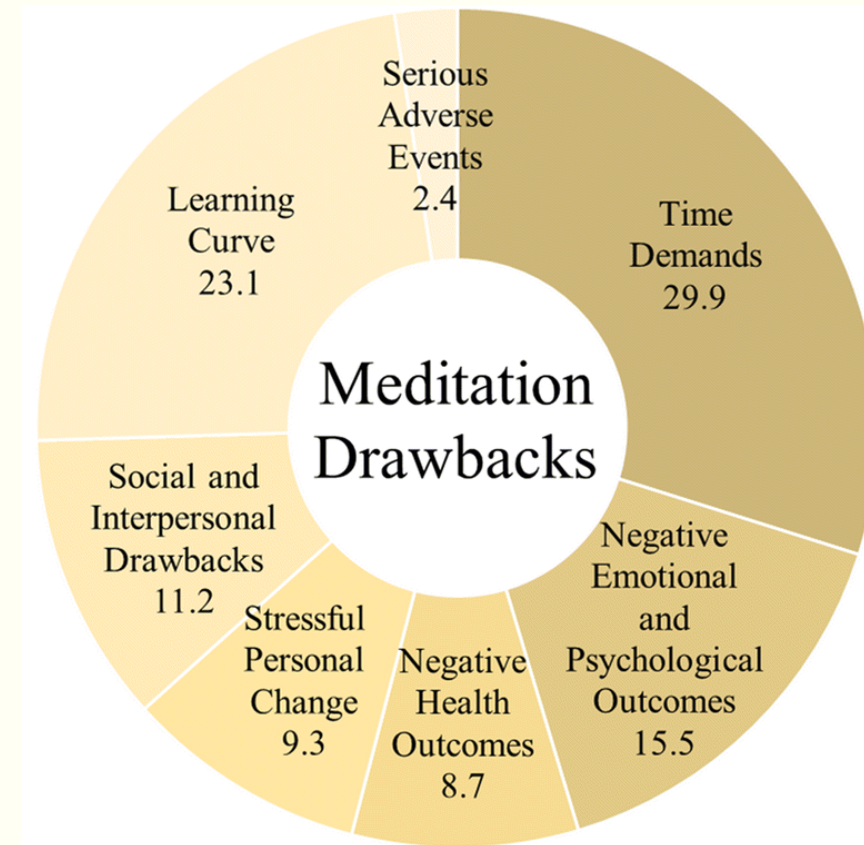 Serious
Adverse
Events
2.4
Time
Demands
29.9
Negative
Emotional
and
Psychological
Outcomes
15.5
Negative
Health
Outcomes
8.7
Stressful
Personal
Change
9.3
Social and
Interpersonal
Drawbacks
11.2
Learning
Curve
23.1
Meditation
Drawbacks